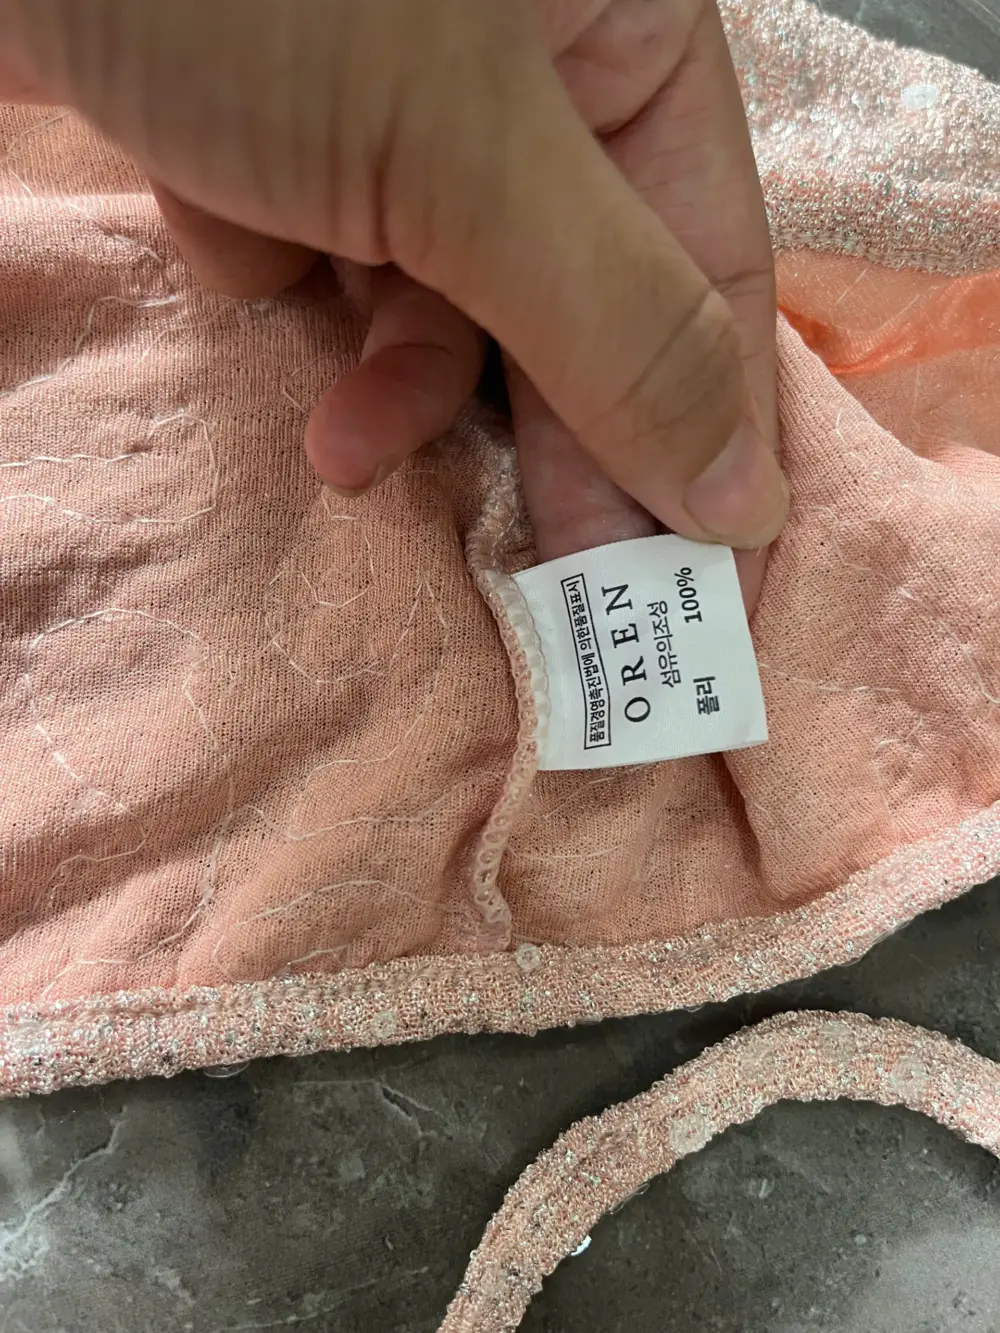 품질경영촉진법에 의한품질표시
OREN
섬유의조성
폴리 100%